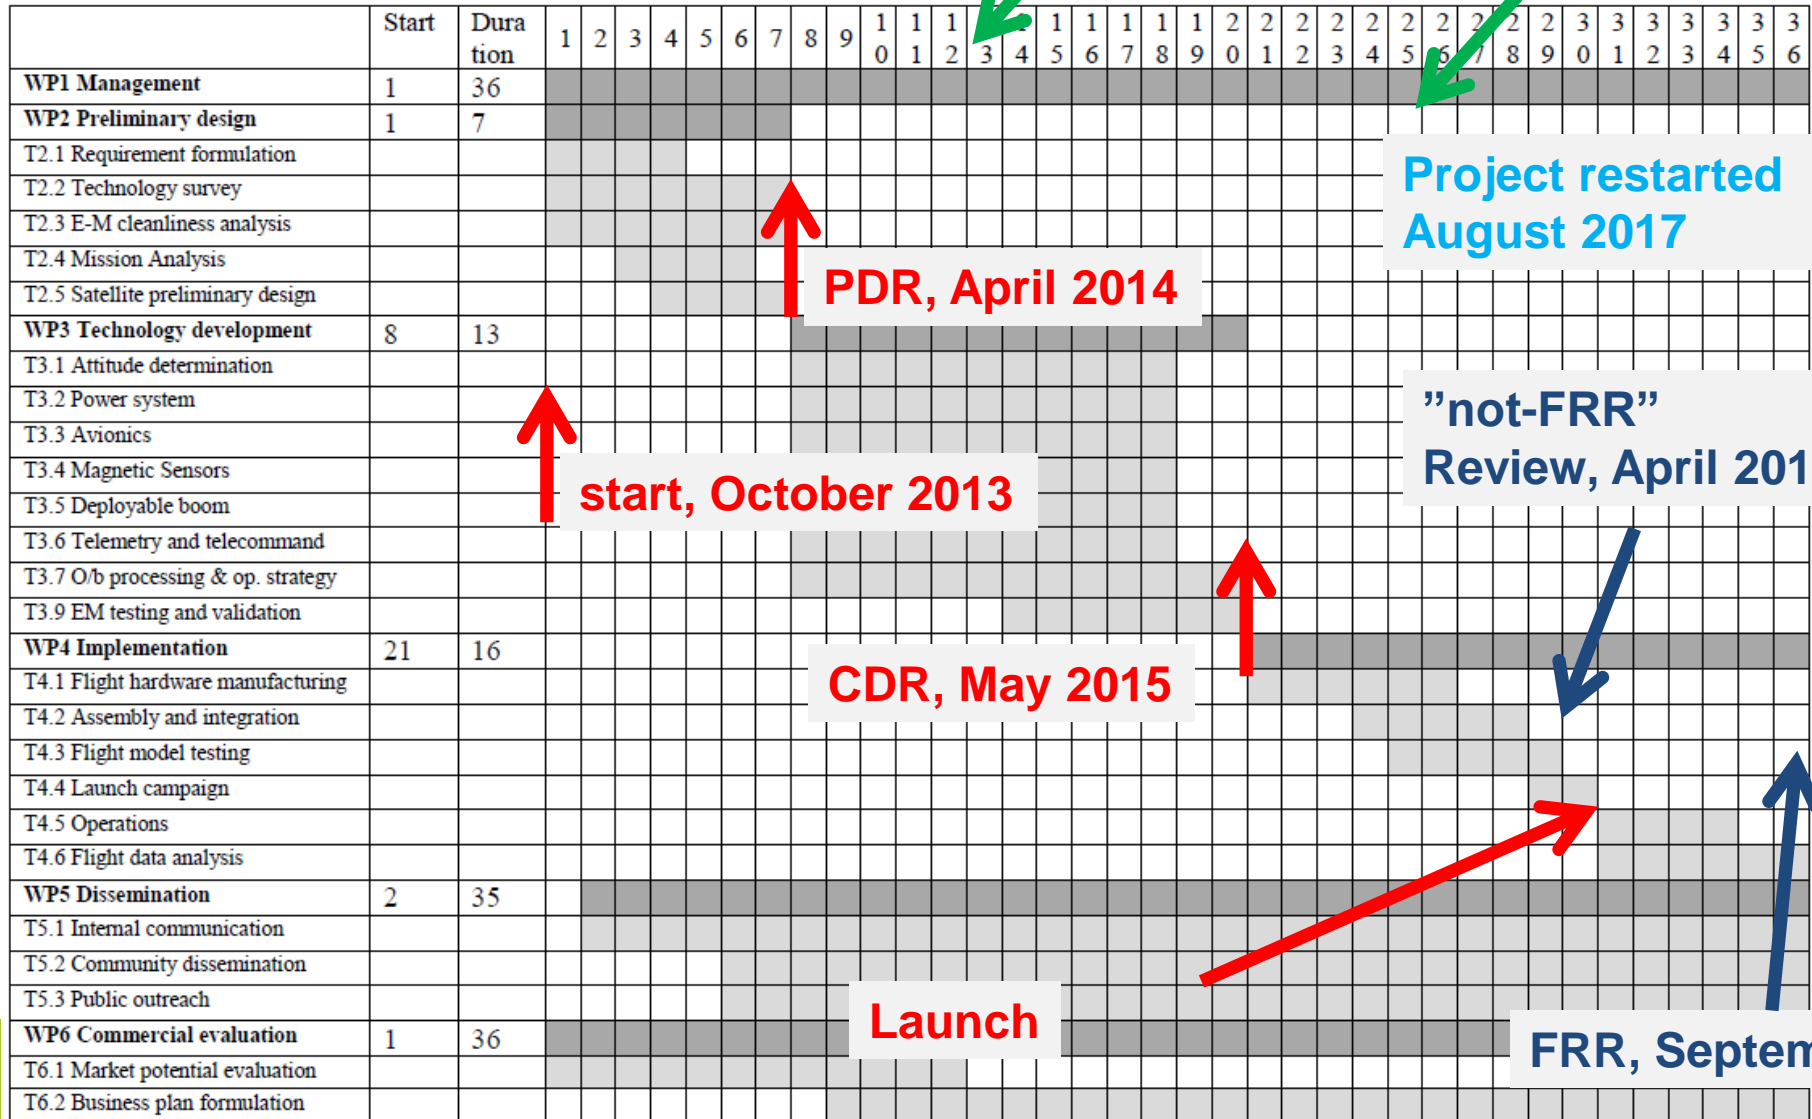 Start Duration 1 2 3 4 5 6 7 8 9 10 11 12 13 14 15 16 17 18 19 20 21 22 23 24 25 26 27 28 29 30 31 32 33 34 35 36
WP1 Management 1 36
WP2 Preliminary design 1 7
T2.1 Requirement formulation
T2.2 Technology survey
T2.3 E-M cleanliness analysis
T2.4 Mission Analysis
T2.5 Satellite preliminary design
WP3 Technology development 8 13
T3.1 Attitude determination
T3.2 Power system
T3.3 Avionics
T3.4 Magnetic Sensors
T3.5 Deployable boom
T3.6 Telemetry and telecommand
T3.7 O/b processing & op. strategy
T3.9 EM testing and validation
WP4 Implementation 21 16
T4.1 Flight hardware manufacturing
T4.2 Assembly and integration
T4.3 Flight model testing
T4.4 Launch campaign
T4.5 Operations
T4.6 Flight data analysis
WP5 Dissemination 2 35
T5.1 Internal communication
T5.2 Community dissemination
T5.3 Public outreach
WP6 Commercial evaluation 1 36
T6.1 Market potential evaluation
T6.2 Business plan formulation
Project restarted
August 2017
PDR, April 2014
”not-FRR”
Review, April 201
start, October 2013
CDR, May 2015
Launch
FRR, Septem